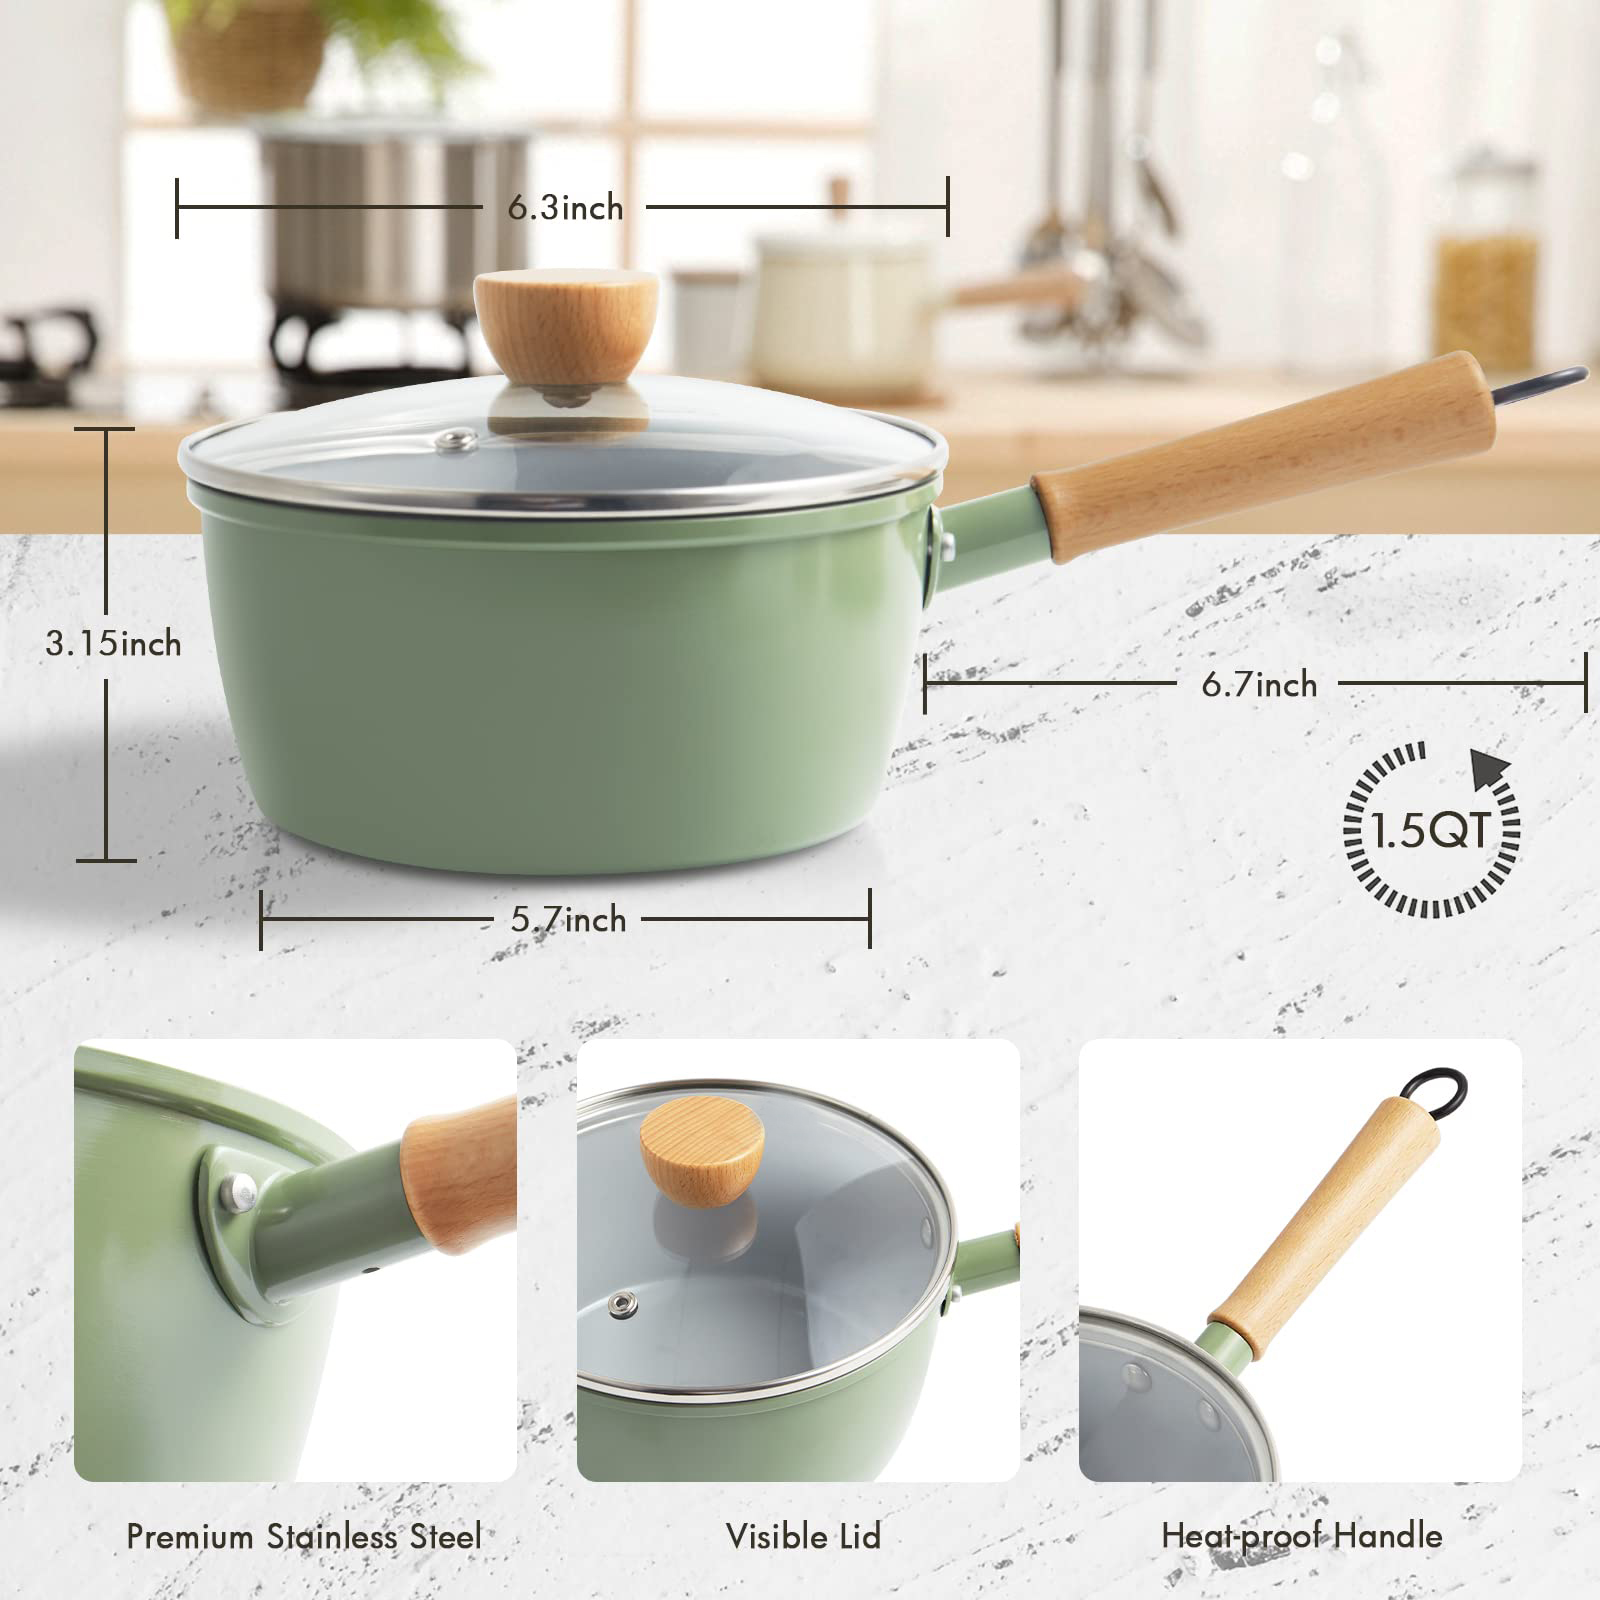 6.3inch
3.15inch
6.7inch
1.5QT
5.7inch
Premium Stainless Steel
Visible Lid
Heat-proof Handle